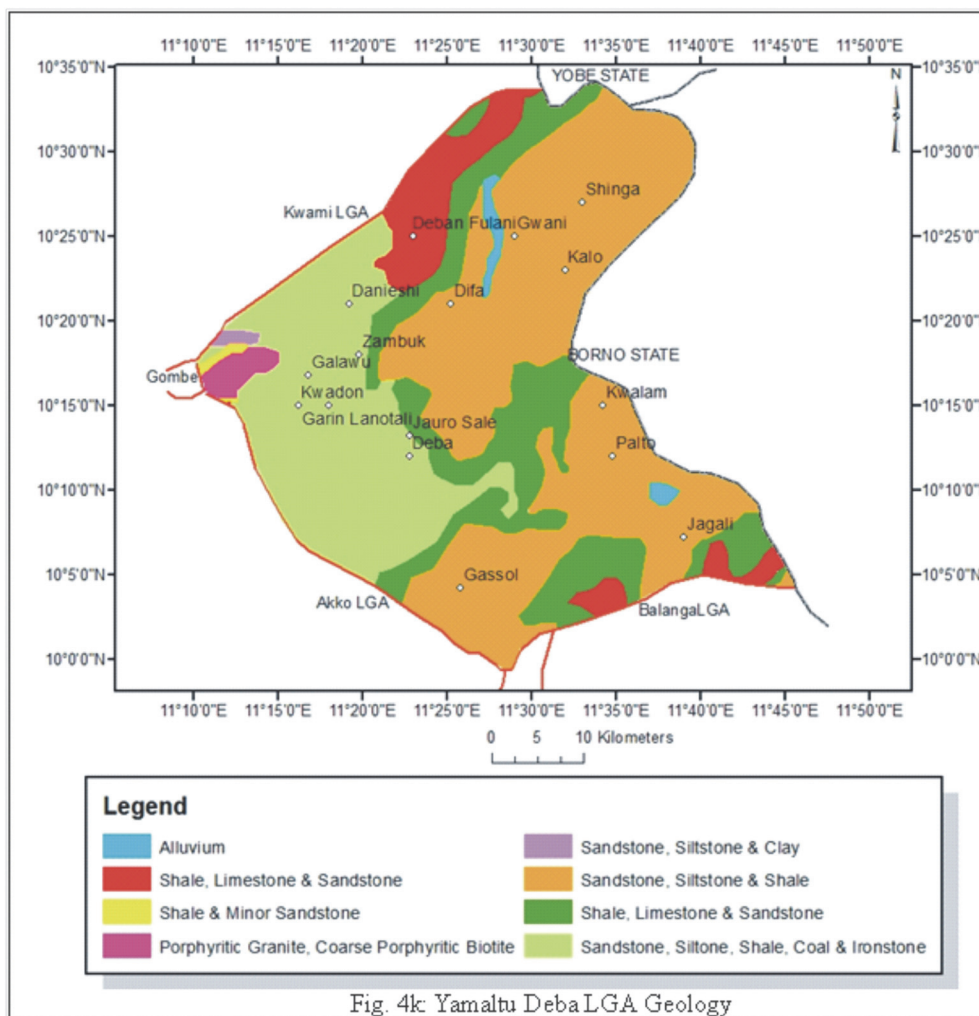 11°10'0"E 11°15'0"E 11°20'0"E 11°25'0"E 11°30'0"E 11°35'0"E 11°40'0"E 11°45'0"E 11°50'0"E
10°35'0"N 10°35'0"N
YOBE STATE
N
10°30'0"N 10°30'0"N
Shinga
Kwami LGA
Deban Fulani Gwani
10°25'0"N 10°25'0"N
Kalo
Danieshi Difa
10°20'0"N 10°20'0"N
Zambuk
BORNO STATE
Galawu
Gombe
Kwadon Kwalam
10°15'0"N 10°15'0"N
Garin Lanotali Jauro Sale
Deba Palto
10°10'0"N 10°10'0"N
Jagali
10°5'0"N 10°5'0"N
Gassol
Akko LGA
BalangaLGA
10°0'0"N 10°0'0"N
11°10'0"E 11°15'0"E 11°20'0"E 11°25'0"E 11°30'0"E 11°35'0"E 11°40'0"E 11°45'0"E 11°50'0"E
0 5 10 Kilometers
Legend
Alluvium
Shale, Limestone & Sandstone
Shale & Minor Sandstone
Porphyritic Granite, Coarse Porphyritic Biotite
Sandstone, Siltstone & Clay
Sandstone, Siltstone & Shale
Shale, Limestone & Sandstone
Sandstone, Siltone, Shale, Coal & Ironstone
Fig. 4k: Yamaltu Deba LGA Geology